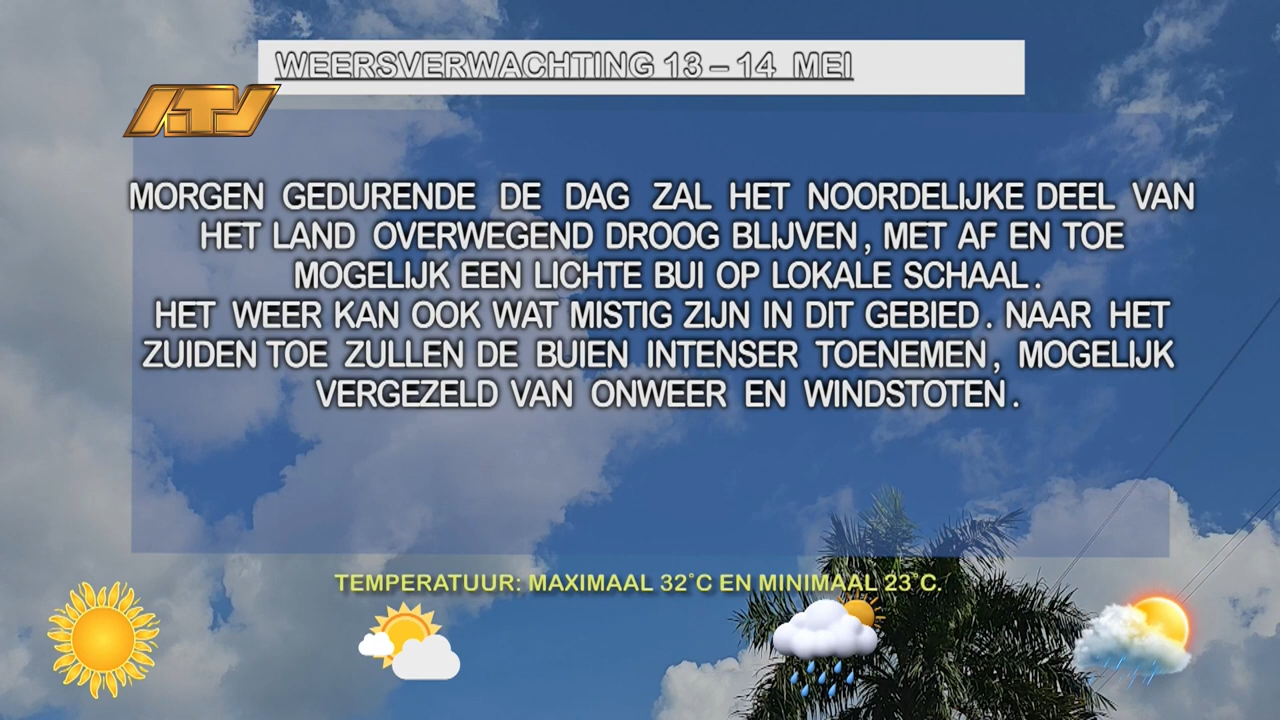 WEERSVERWACHTING 13 – 14 MEI
ATV
MORGEN GEDURENDE DE DAG ZAL HET NOORDELIJKE DEEL VAN
HET LAND OVERWEGEND DROOG BLIJVEN, MET AF EN TOE
MOGELIJK EEN LICHTE BUI OP LOKALE SCHAAL.
HET WEER KAN OOK WAT MISTIG ZIJN IN DIT GEBIED. NAAR HET
ZUIDEN TOE ZULLEN DE BUIEN INTENSER TOENEMEN, MOGELIJK
VERGEZELD VAN ONWEER EN WINDSTOTEN.
TEMPERATUUR: MAXIMAAL 32°C EN MINIMAAL 23°C.